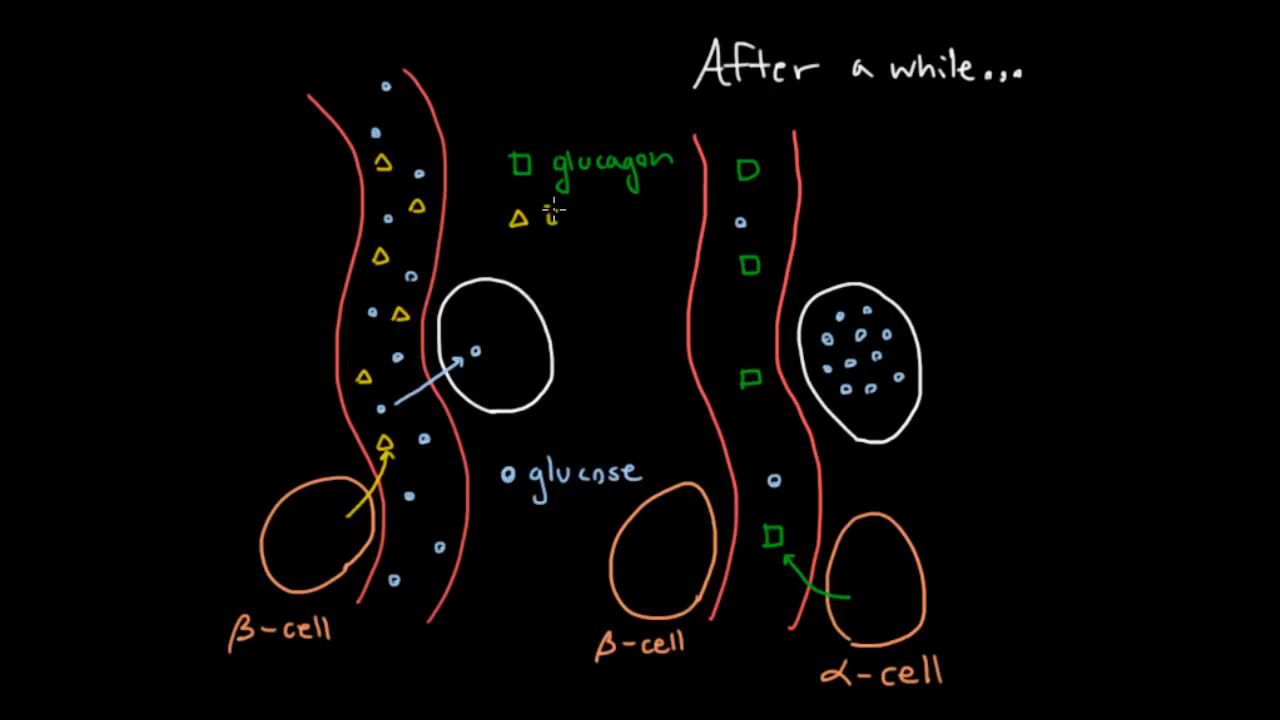 After a while...
glucagon
i
glucose
β-cell
β-cell
α-cell